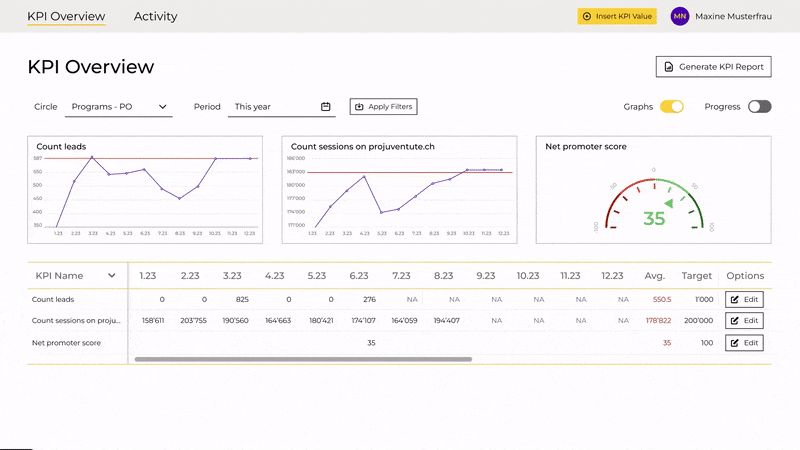 KPI Overview Activity Insert KPI Value MN Maxine Musterfrau
KPI Overview Generate KPI Report
Circle Programs - PO Period This year Apply Filters Graphs Progress
Count leads
587
550
500
450
400
350
1.23 2.23 3.23 4.23 5.23 6.23 7.23 8.23 9.23 10.23 11.23 12.23
Count sessions on projuventute.ch
186'000
183'000
180'000
177'000
174'000
171'000
1.23 2.23 3.23 4.23 5.23 6.23 7.23 8.23 9.23 10.23 11.23 12.23
Net promoter score
-100
-50
0
50
100
35
KPI Name 1.23 2.23 3.23 4.23 5.23 6.23 7.23 8.23 9.23 10.23 11.23 12.23 Avg. Target Options
Count leads 0 0 825 0 0 276 NA NA NA NA NA NA 550.5 1'000 Edit
Count sessions on proju... 158'611 203'755 190'560 164'663 180'421 174'107 164'059 194'407 NA NA NA NA 178'822 200'000 Edit
Net promoter score 35 35 100 Edit